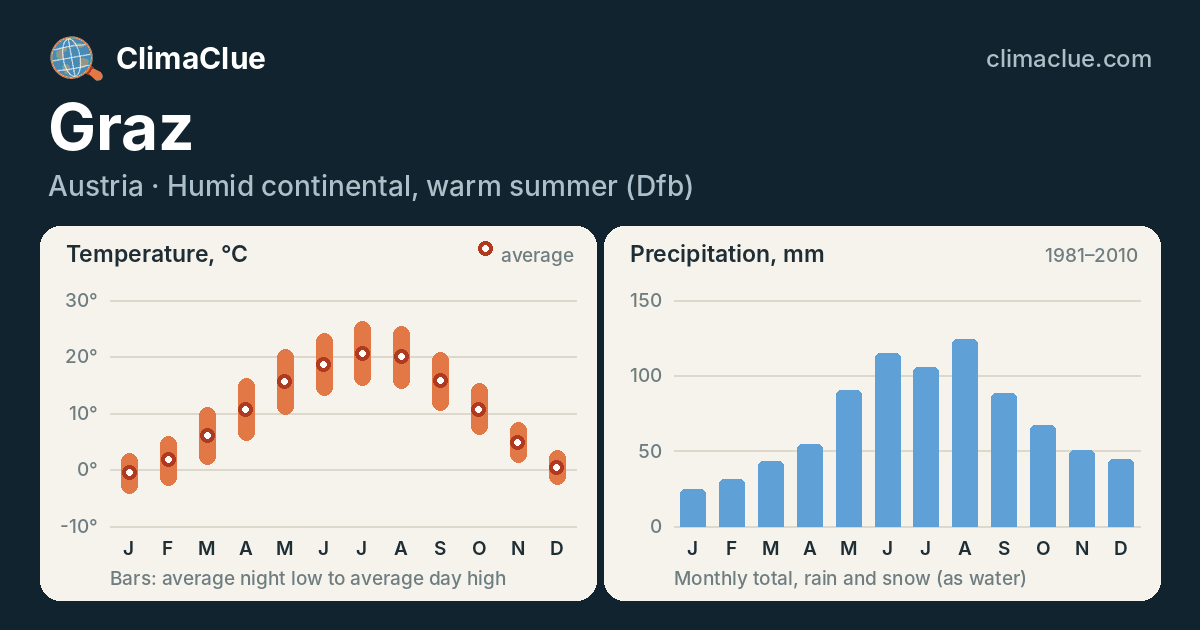 ClimaClue
climaclue.com
Graz
Austria · Humid continental, warm summer (Dfb)
Temperature, °C
average
30°
20°
10°
0°
-10°
J F M A M J J A S O N D
Bars: average night low to average day high
Precipitation, mm
1981–2010
150
100
50
0
J F M A M J J A S O N D
Monthly total, rain and snow (as water)